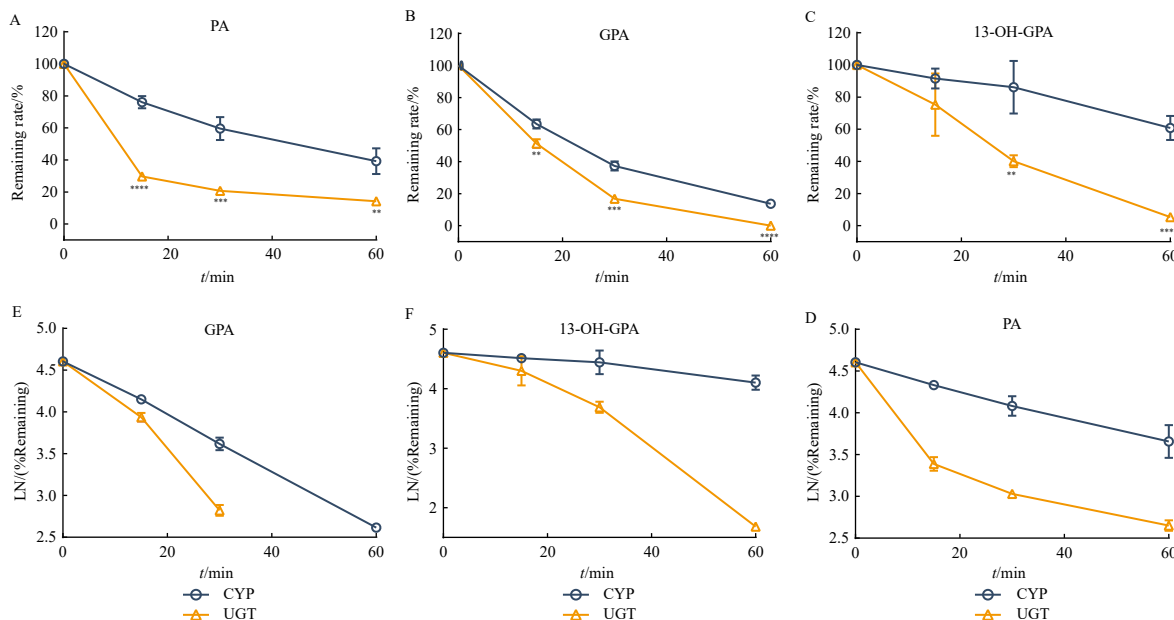 A
PA
120
100
80
60
40
20
0
Remaining rate/%
****
***
**
0
20
40
60
t/min
B
GPA
120
100
80
60
40
20
0
Remaining rate/%
**
***
****
0
20
40
60
t/min
C
13-OH-GPA
120
100
80
60
40
20
0
Remaining rate/%
**
***
0
20
40
60
t/min
E
GPA
5.0
4.5
4.0
3.5
3.0
2.5
LN/(%Remaining)
0
20
40
60
t/min
CYP
UGT
F
13-OH-GPA
5
4
3
2
LN/(%Remaining)
0
20
40
60
t/min
CYP
UGT
D
PA
5.0
4.5
4.0
3.5
3.0
2.5
LN/(%Remaining)
0
20
40
60
t/min
CYP
UGT